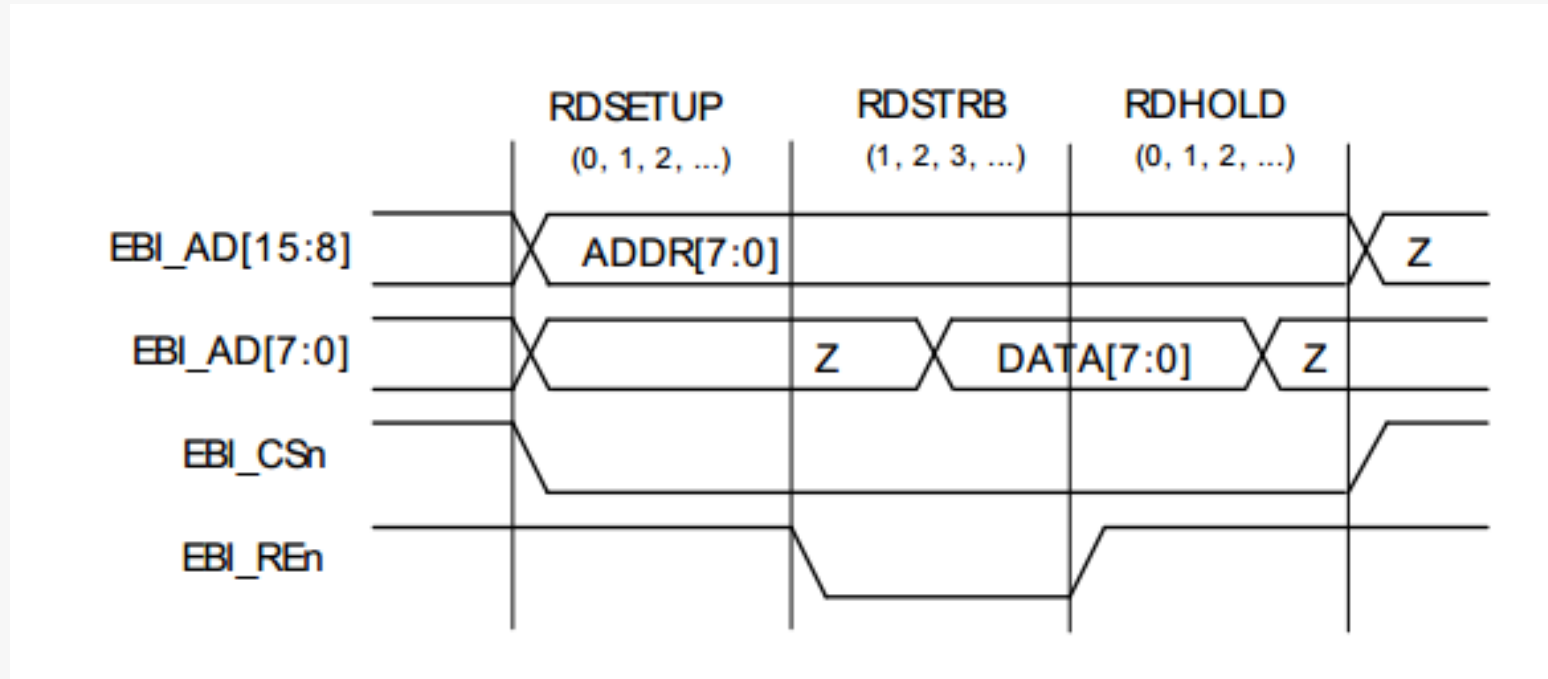 RDSETUP RDSTRB RDHOLD
(0, 1, 2, ...) (1, 2, 3, ...) (0, 1, 2, ...)
EBI_AD[15:8] ADDR[7:0] Z
EBI_AD[7:0] Z DATA[7:0] Z
EBI_CSn
EBI_REn